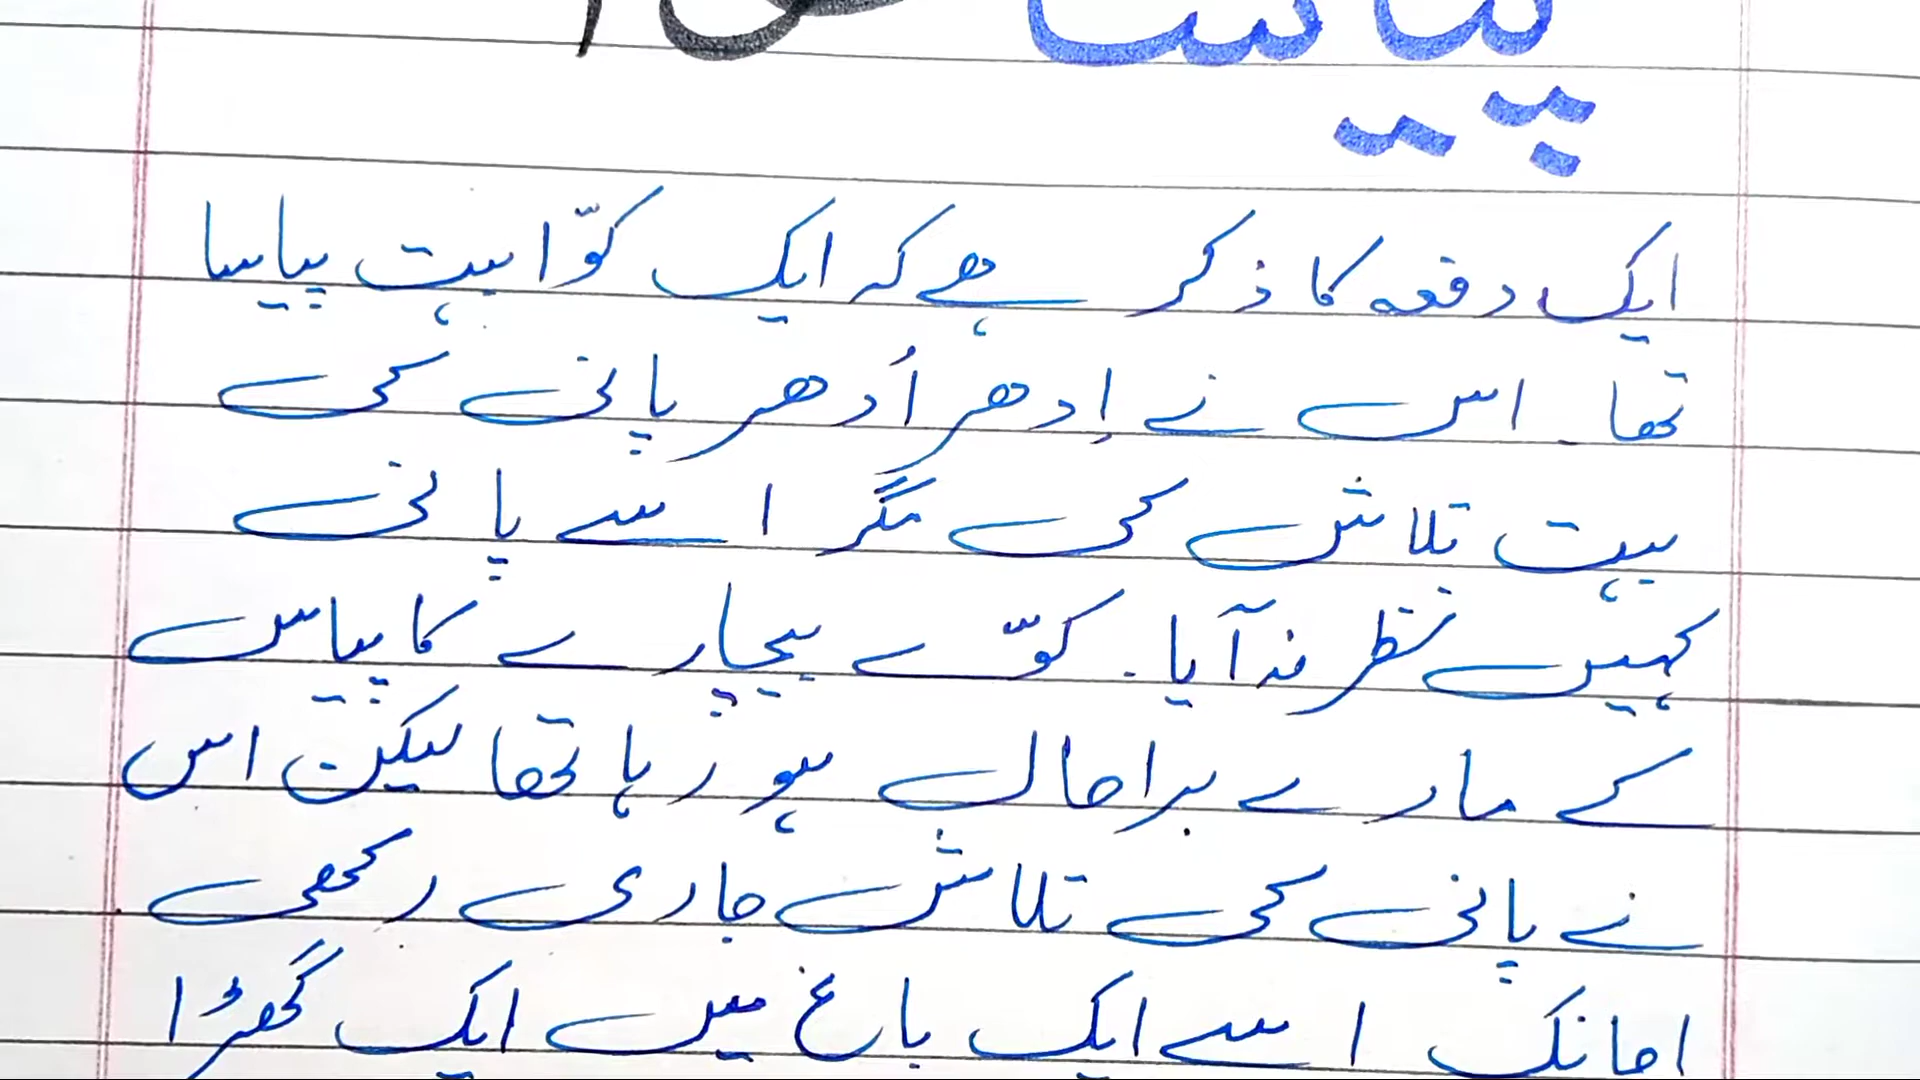 پیاسا
ایک دفعہ کا ذکر ہے کہ ایک کوّا بہت پیاسا
تھا۔ اس نے اِدھر اُدھر پانی کی
بہت تلاش کی مگر اسے پانی
کہیں نظر نہ آیا۔ کوّے بیچارے کا پیاس
کے مارے برا حال ہو رہا تھا لیکن اس
نے پانی کی تلاش جاری رکھی
اچانک اسے ایک باغ میں ایک گھڑا